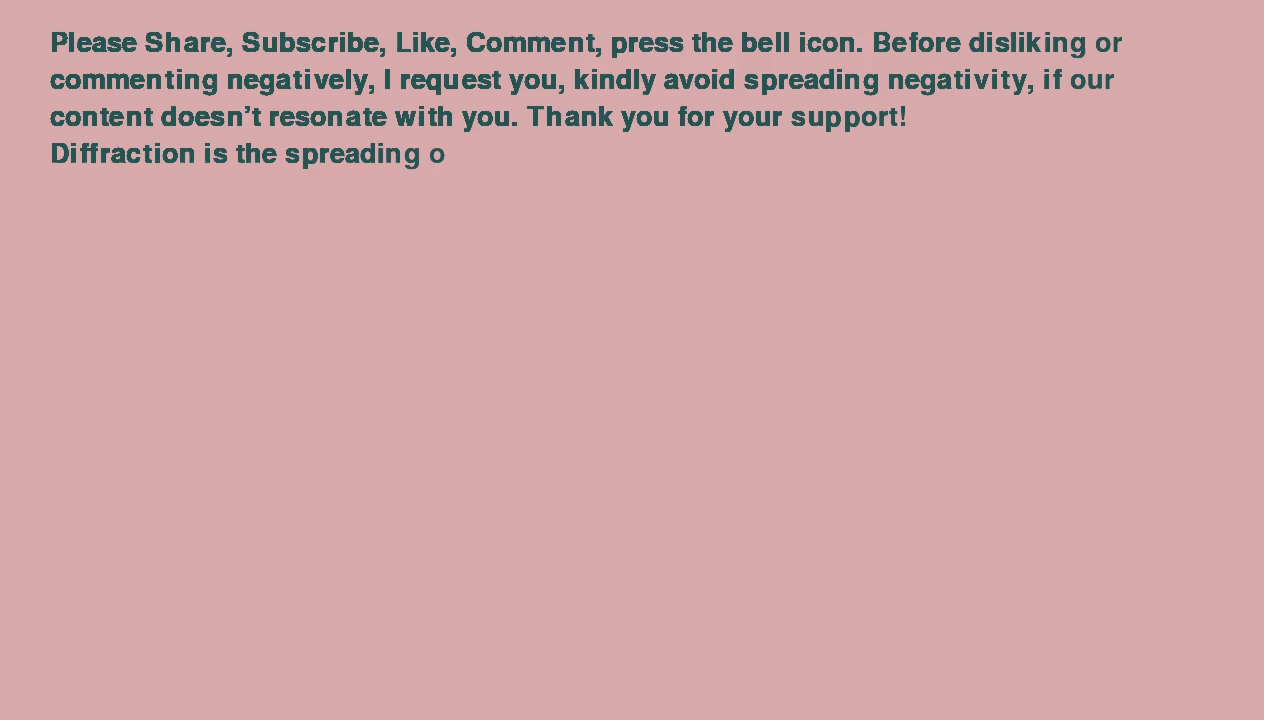 Please Share, Subscribe, Like, Comment, press the bell icon. Before disliking or
commenting negatively, I request you, kindly avoid spreading negativity, if our
content doesn’t resonate with you. Thank you for your support!
Diffraction is the spreading o